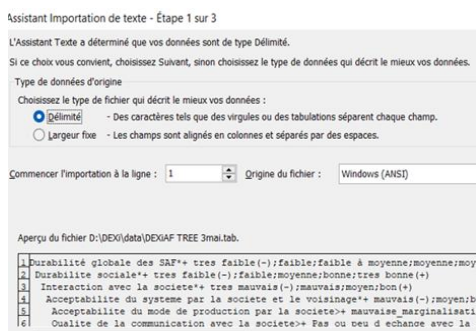 Assistant Importation de texte - Étape 1 sur 3
L'Assistant Texte a déterminé que vos données sont de type Délimité.
Si ce choix vous convient, choisissez Suivant, sinon choisissez le type de données qui décrit le mieux vos données.
Type de données d'origine
Choisissez le type de fichier qui décrit le mieux vos données :
Délimité - Des caractères tels que des virgules ou des tabulations séparent chaque champ.
Largeur fixe - Les champs sont alignés en colonnes et séparés par des espaces.
Commencer l'importation à la ligne : 1 Origine du fichier : Windows (ANSI)
Aperçu du fichier D:\DEXi\data\DEXiAF TREE 3mai.tab.
1 Durabilité globale des SAF*+ tres faible(-);faible;faible à moyenne;moyenne;moy
2 Durabilite sociale*+ tres faible(-);faible;moyenne;bonne;tres bonne(+)
3 Interaction avec la societe*+ tres mauvais(-);mauvais;moyen;bon(+)
4 Acceptabilite du systeme par la societe et le voisinage*+ mauvais(-);moyen;b
5 Acceptabilite du mode de production par la societe>+ mauvaise_marginalisat
6 Qualite de la communication avec la societe>+ Pas ou peu d echange avec l